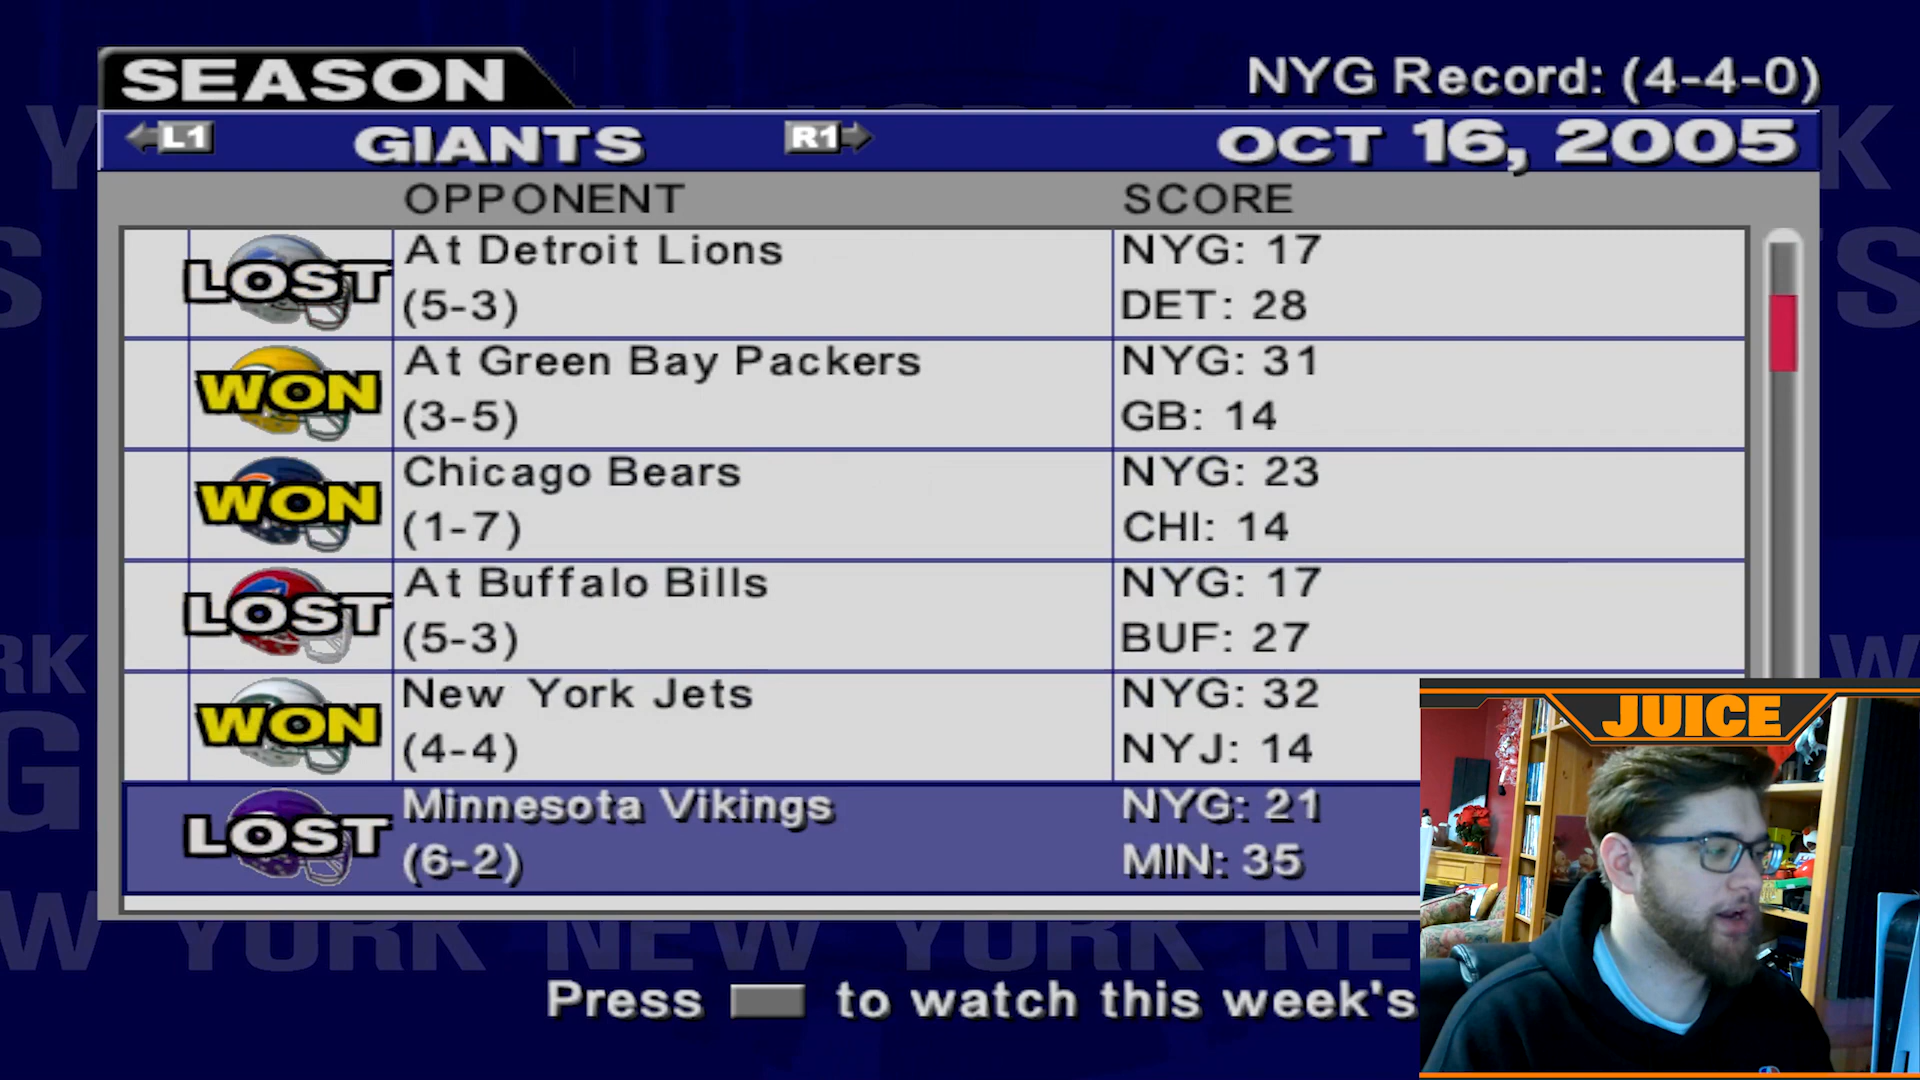 SEASON
NYG Record: (4-4-0)
L1 GIANTS R1 OCT 16, 2005
OPPONENT SCORE
LOST At Detroit Lions NYG: 17
(5-3) DET: 28
WON At Green Bay Packers NYG: 31
(3-5) GB: 14
WON Chicago Bears NYG: 23
(1-7) CHI: 14
LOST At Buffalo Bills NYG: 17
(5-3) BUF: 27
WON New York Jets NYG: 32
(4-4) NYJ: 14
LOST Minnesota Vikings NYG: 21
(6-2) MIN: 35
JUICE
YORK NEW YORK NE
Press to watch this week's